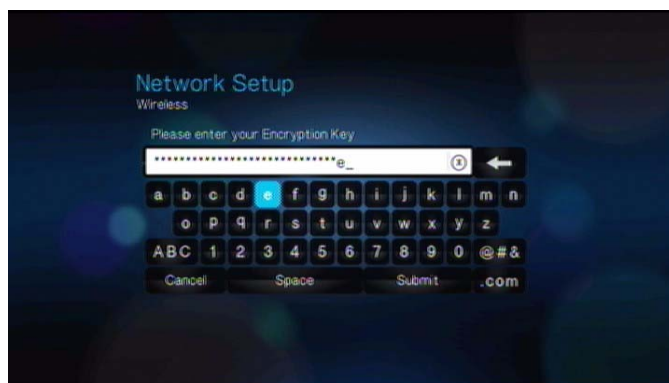 Network Setup
Wireless
Please enter your Encryption Key
*****************************e_ x ←
a b c d e f g h i j k l m n
o p q r s t u v w x y z
ABC 1 2 3 4 5 6 7 8 9 0 @#&
Cancel Space Submit .com